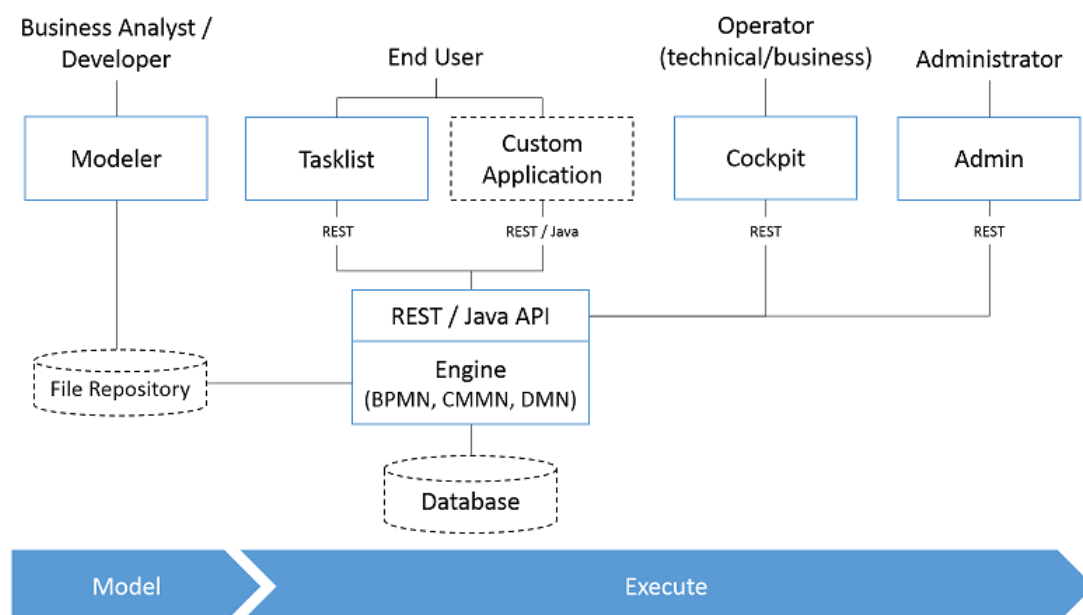 Business Analyst /
Developer
End User
Operator
(technical/business)
Administrator
Modeler
Tasklist
Custom
Application
Cockpit
Admin
REST
REST / Java
REST
REST
REST / Java API
Engine
(BPMN, CMMN, DMN)
File Repository
Database
Model
Execute